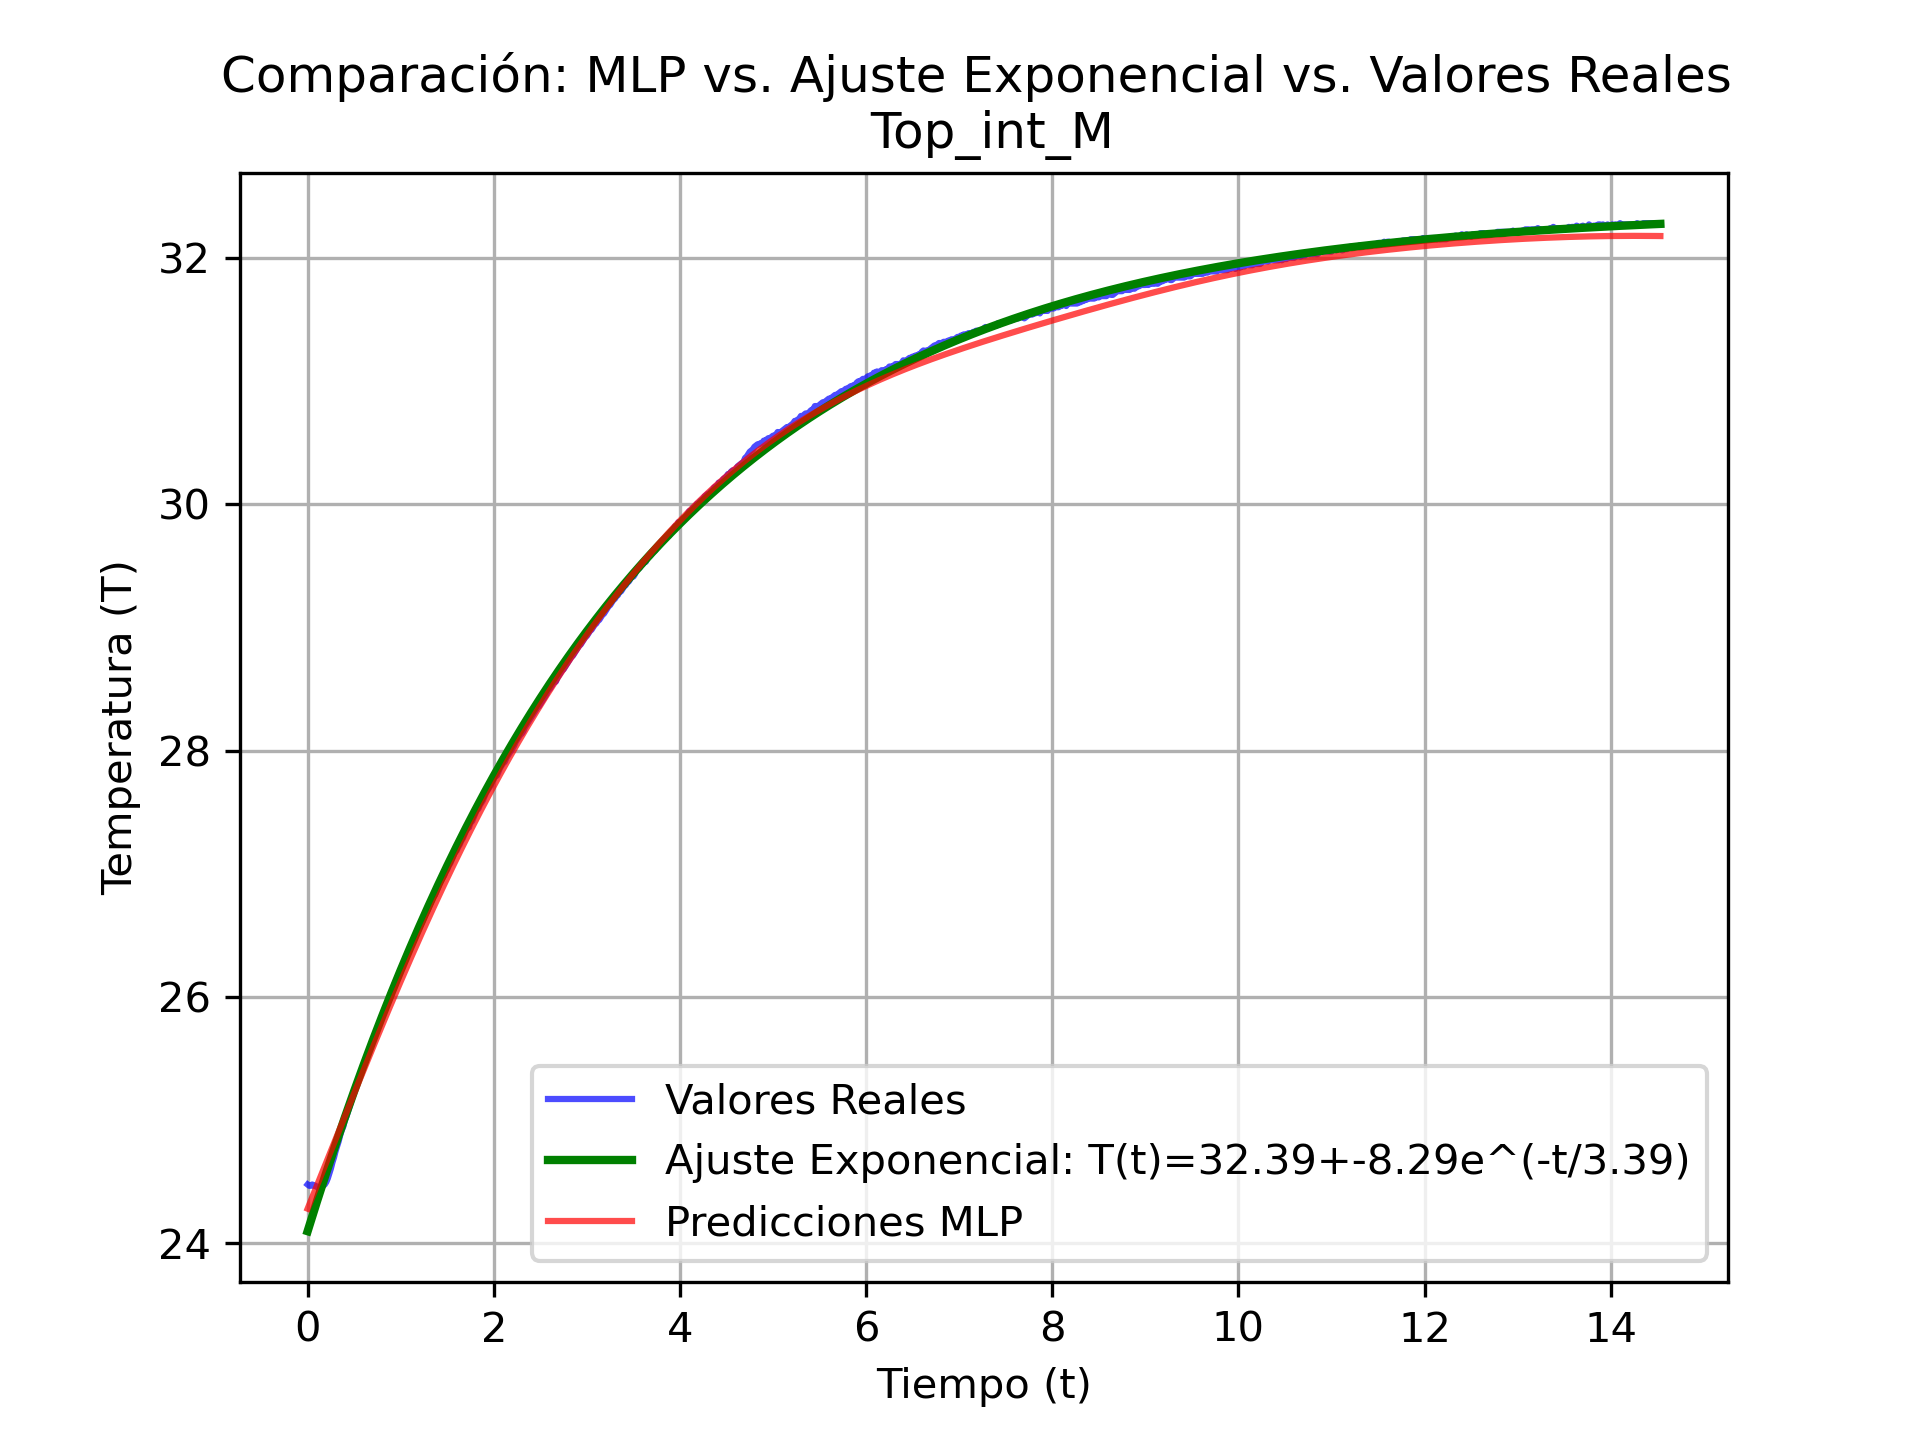 Comparación: MLP vs. Ajuste Exponencial vs. Valores Reales
Top_int_M
Temperatura (T)
32
30
28
26
24
Valores Reales
Ajuste Exponencial: T(t)=32.39+-8.29e^(-t/3.39)
Predicciones MLP
0 2 4 6 8 10 12 14
Tiempo (t)